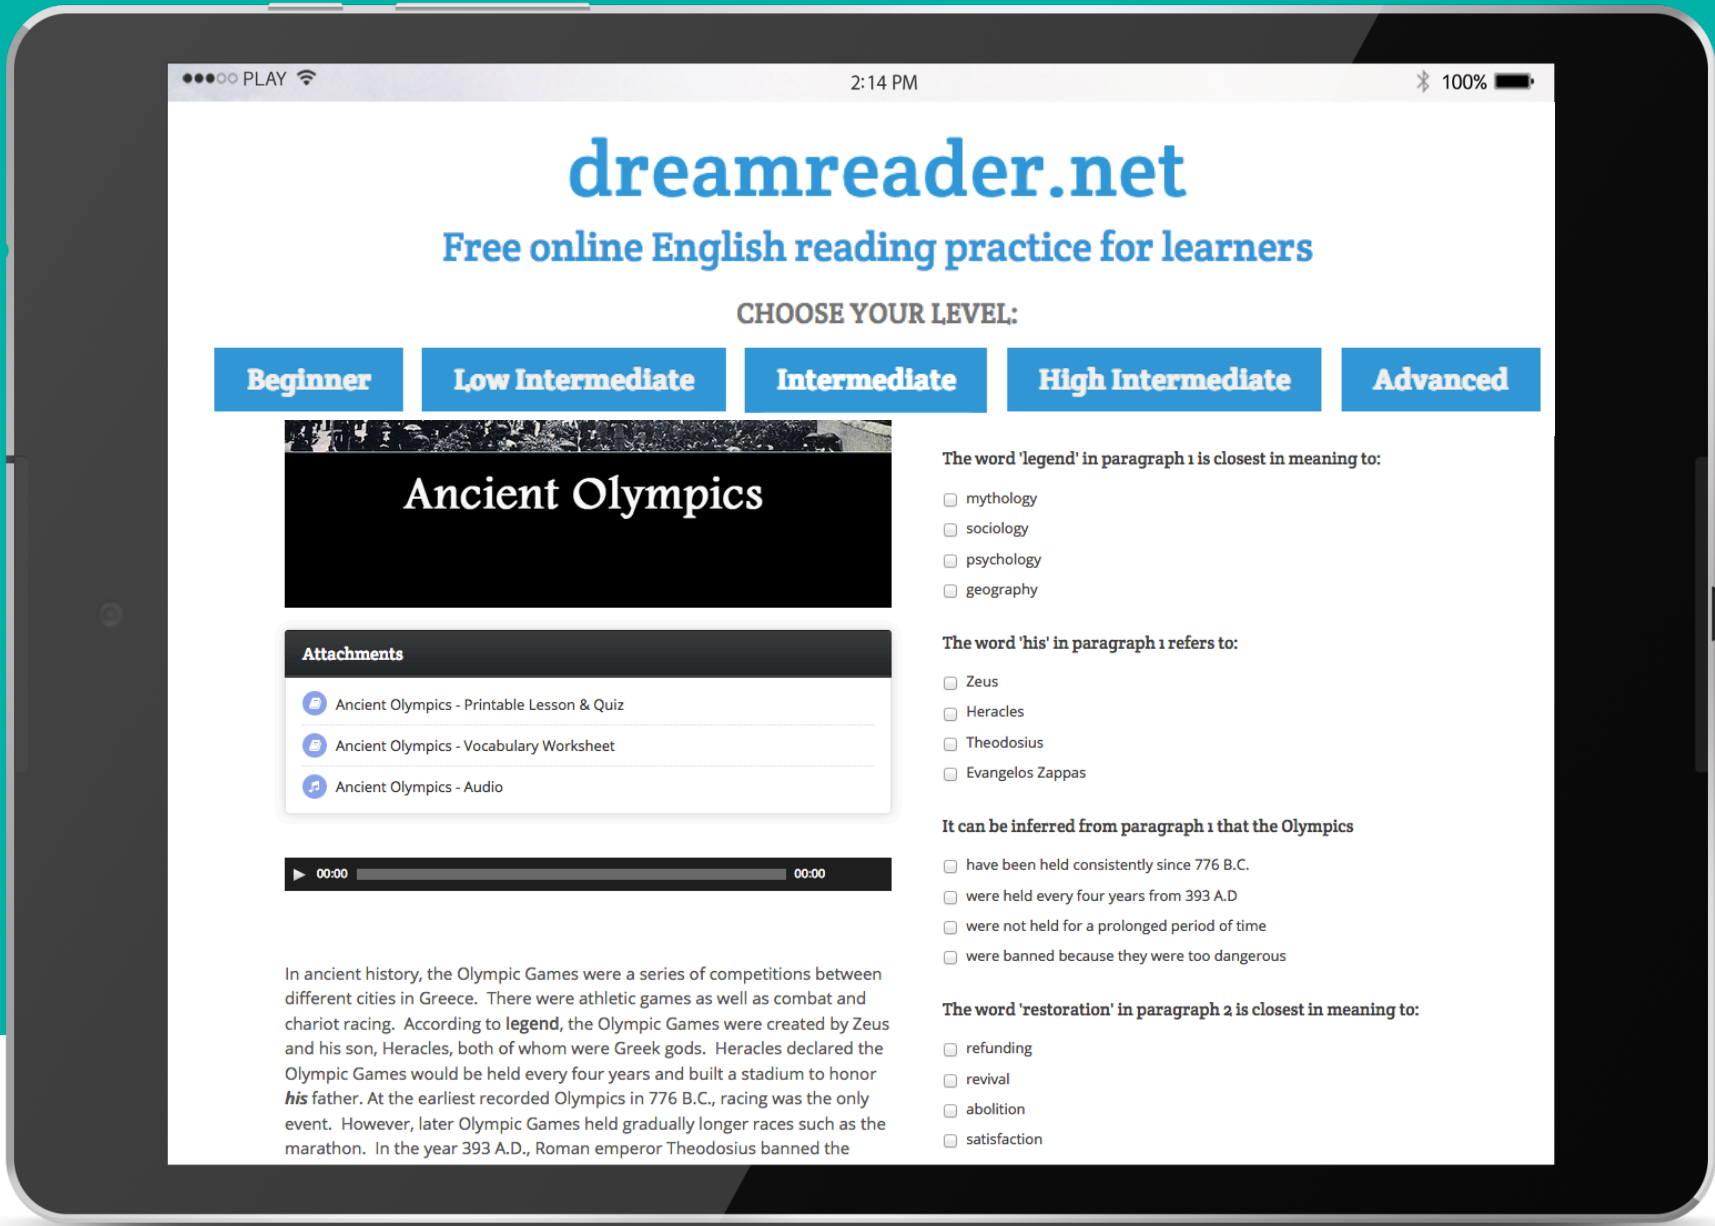 PLAY
2:14 PM
100%
dreamreader.net
Free online English reading practice for learners
CHOOSE YOUR LEVEL:
Beginner
Low Intermediate
Intermediate
High Intermediate
Advanced
Ancient Olympics
Attachments
Ancient Olympics - Printable Lesson & Quiz
Ancient Olympics - Vocabulary Worksheet
Ancient Olympics - Audio
00:00
00:00
In ancient history, the Olympic Games were a series of competitions between
different cities in Greece.  There were athletic games as well as combat and
chariot racing.  According to legend, the Olympic Games were created by Zeus
and his son, Heracles, both of whom were Greek gods.  Heracles declared the
Olympic Games would be held every four years and built a stadium to honor
his father. At the earliest recorded Olympics in 776 B.C., racing was the only
event.  However, later Olympic Games held gradually longer races such as the
marathon.  In the year 393 A.D., Roman emperor Theodosius banned the
The word 'legend' in paragraph 1 is closest in meaning to:
mythology
sociology
psychology
geography
The word 'his' in paragraph 1 refers to:
Zeus
Heracles
Theodosius
Evangelos Zappas
It can be inferred from paragraph 1 that the Olympics
have been held consistently since 776 B.C.
were held every four years from 393 A.D
were not held for a prolonged period of time
were banned because they were too dangerous
The word 'restoration' in paragraph 2 is closest in meaning to:
refunding
revival
abolition
satisfaction